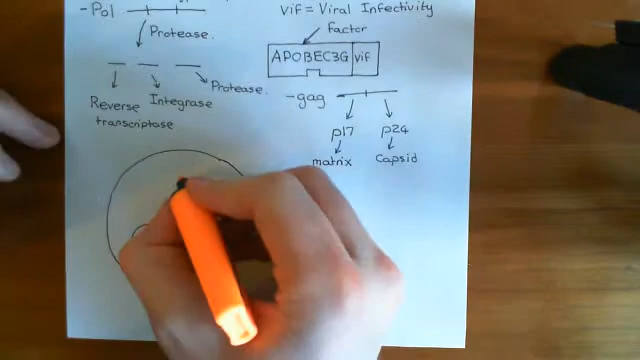 -Pol
Protease.
Reverse transcriptase
Integrase
Protease.
Vif = Viral Infectivity
factor
APOBEC3G vif
-gag
p17 p24
matrix capsid